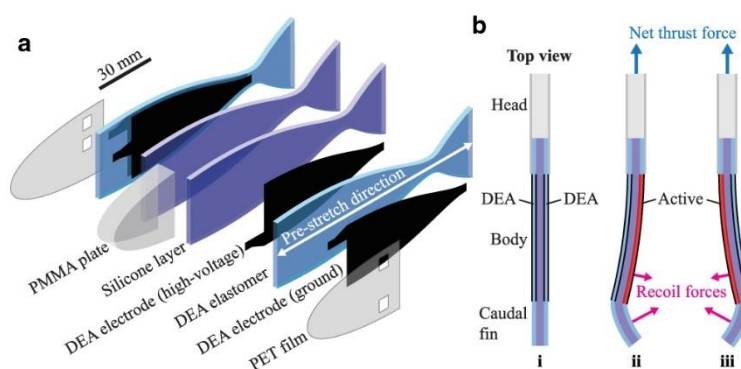 a
30 mm
PMMA plate
Silicone layer
DEA electrode (high-voltage)
DEA elastomer
DEA electrode (ground)
PET film
Pre-stretch direction
b
Net thrust force
Top view
Head
DEA
DEA
Active
Body
Recoil forces
Caudal
fin
i
ii
iii